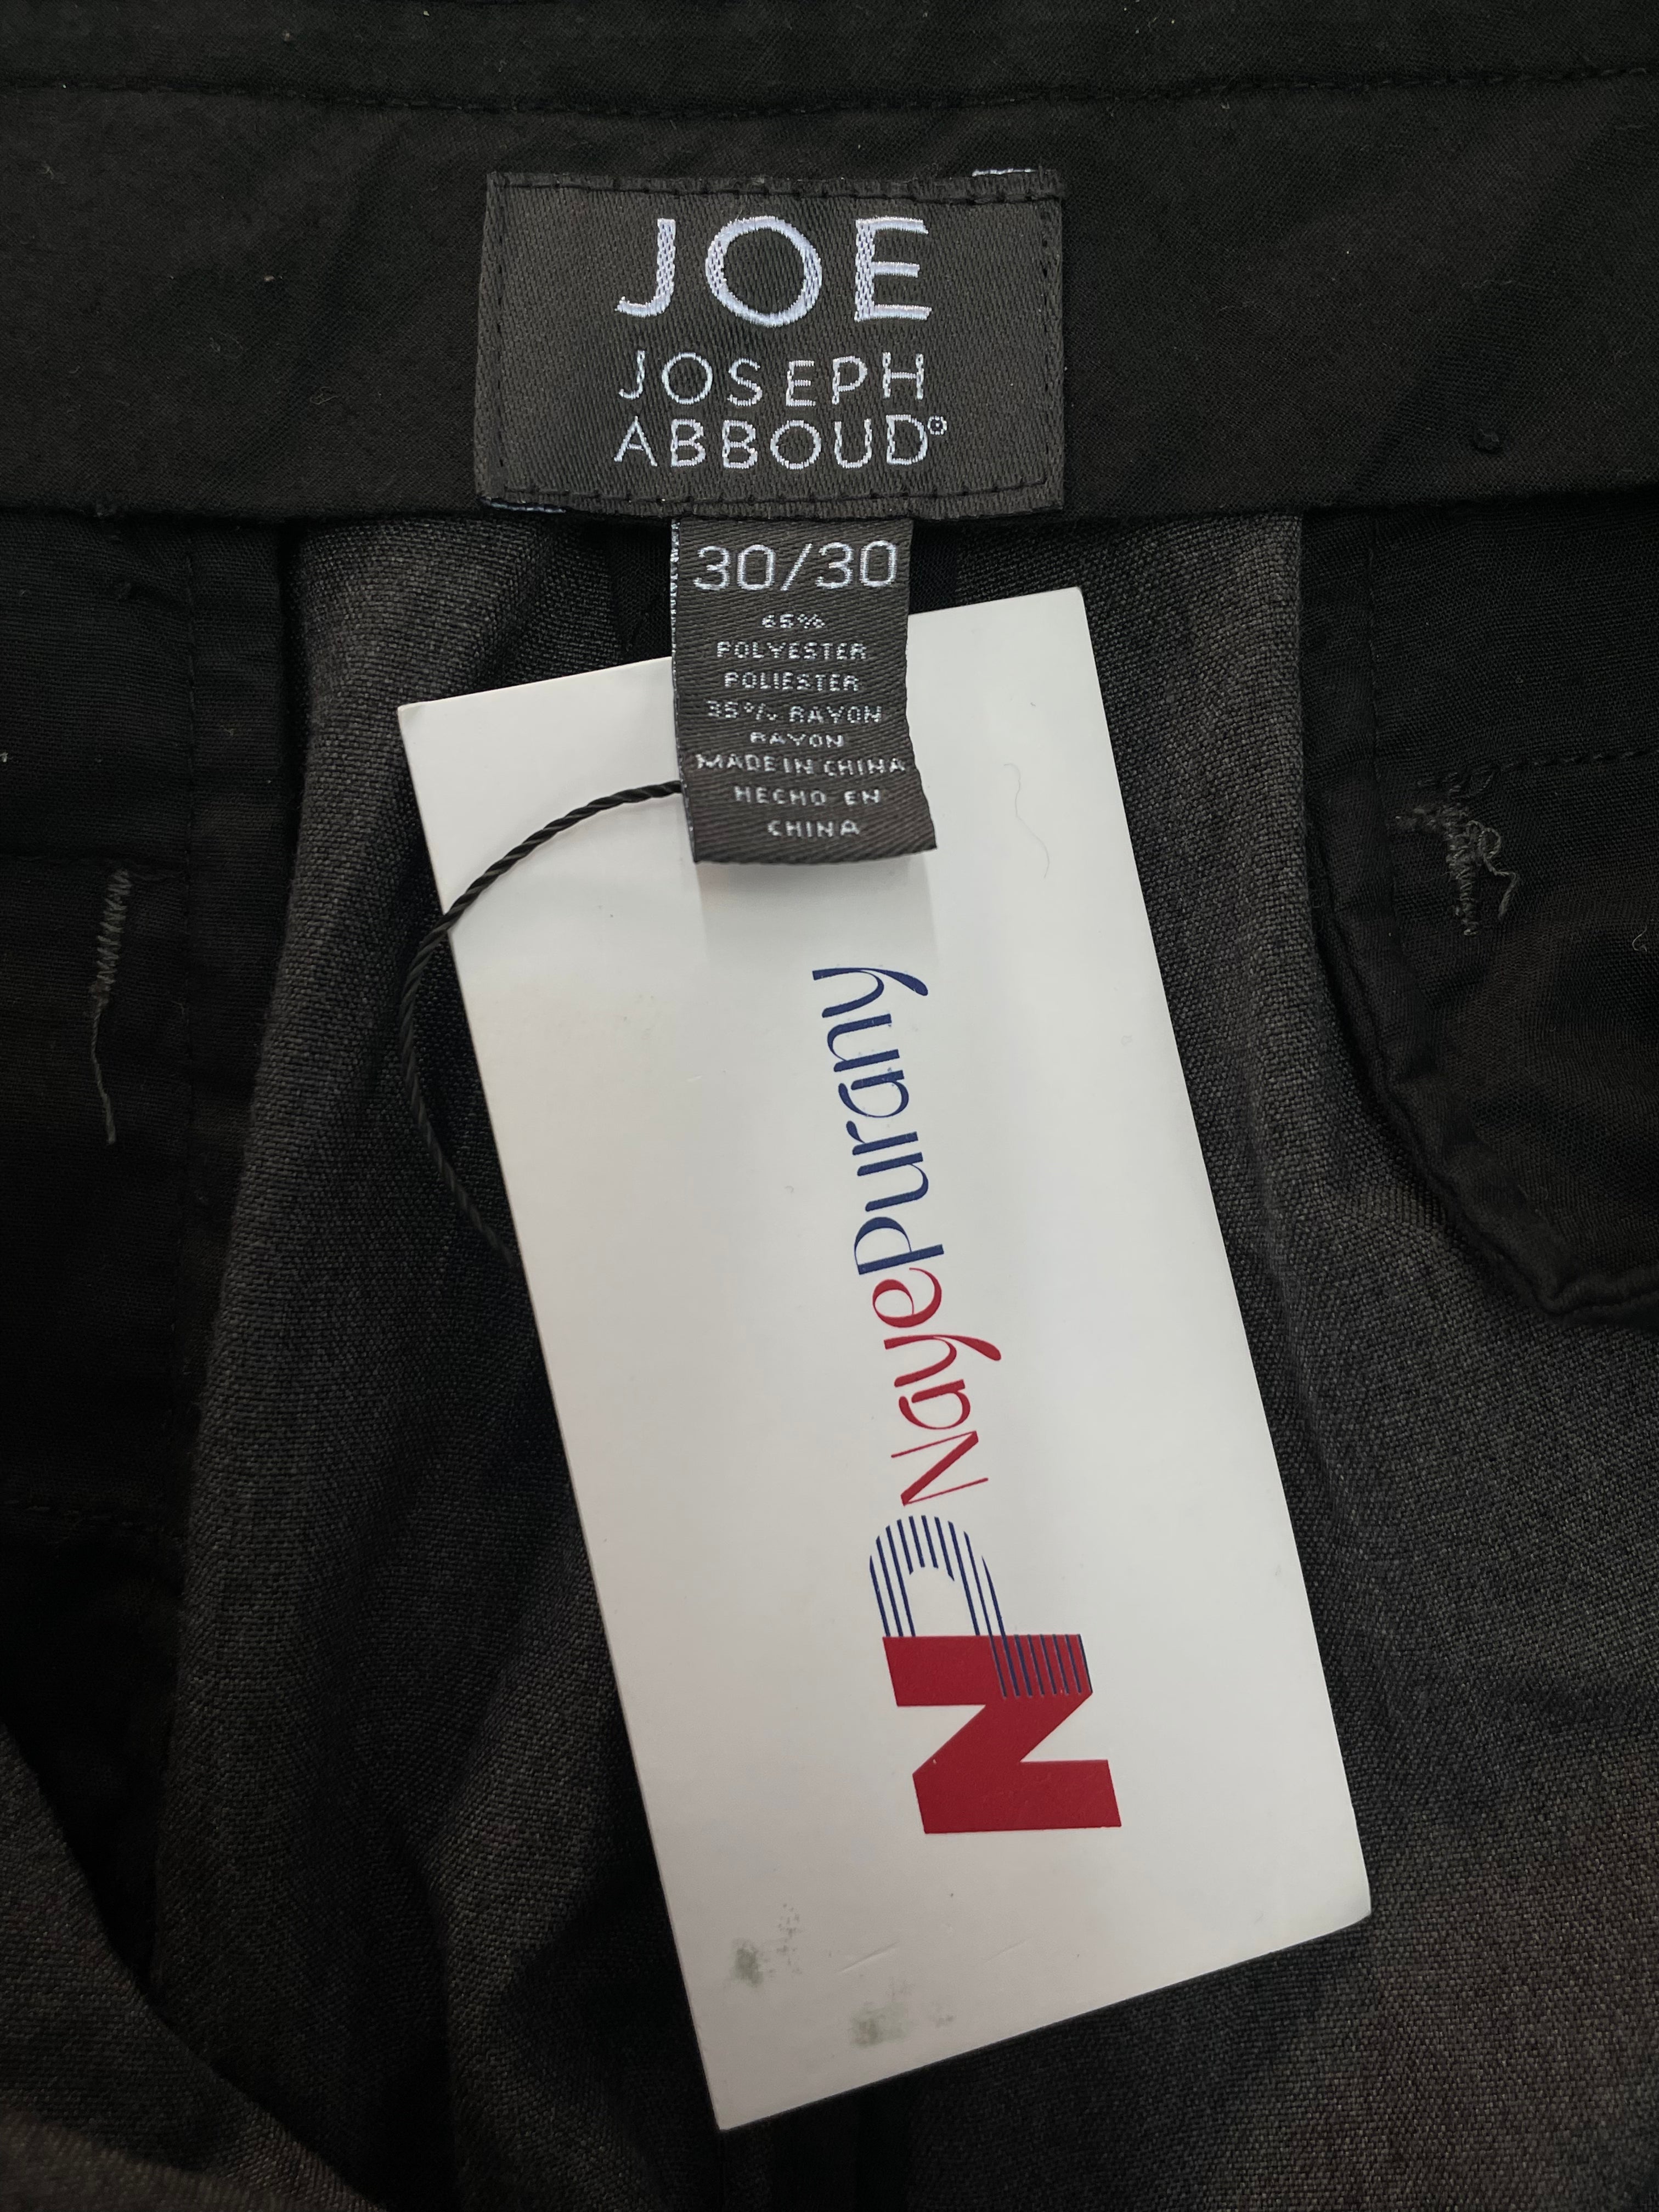 JOE
JOSEPH
ABBOUD®
30/30
65%
POLYESTER
POLIESTER
35% RAYON
RAYON
MADE IN CHINA
HECHO EN
CHINA
NP Nayepurany